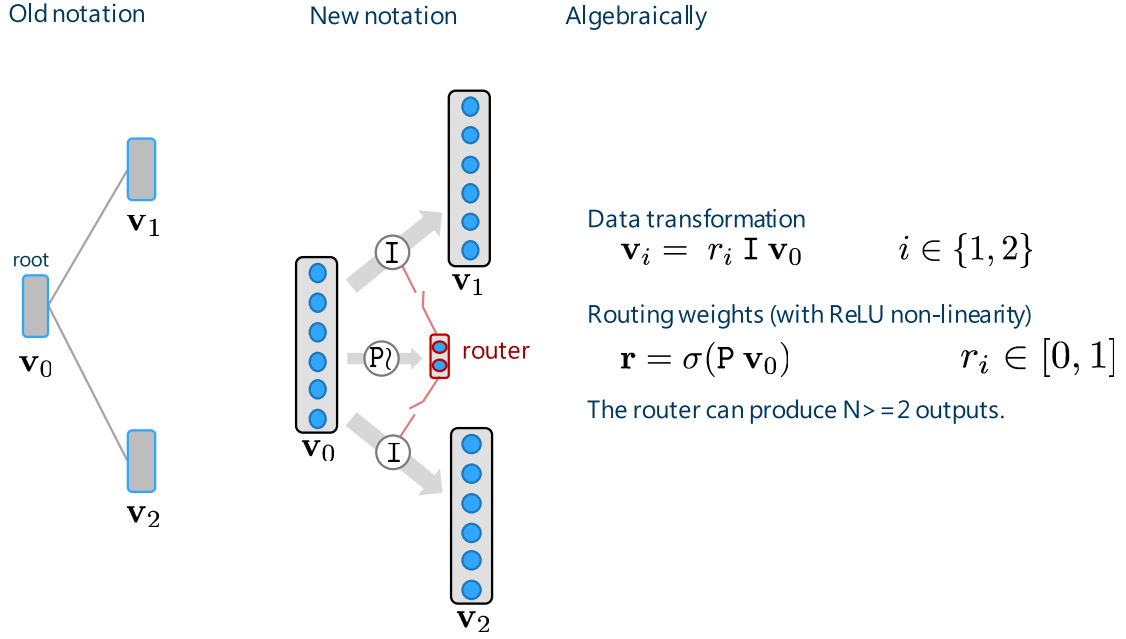 Old notation
New notation
Algebraically
v₁
root
v₀
v₂
v₁
I
P≀
router
v₀
I
v₂
Data transformation
vᵢ = rᵢ I v₀ i ∈ {1, 2}
Routing weights (with ReLU non-linearity)
r = σ(P v₀) rᵢ ∈ [0, 1]
The router can produce N>=2 outputs.